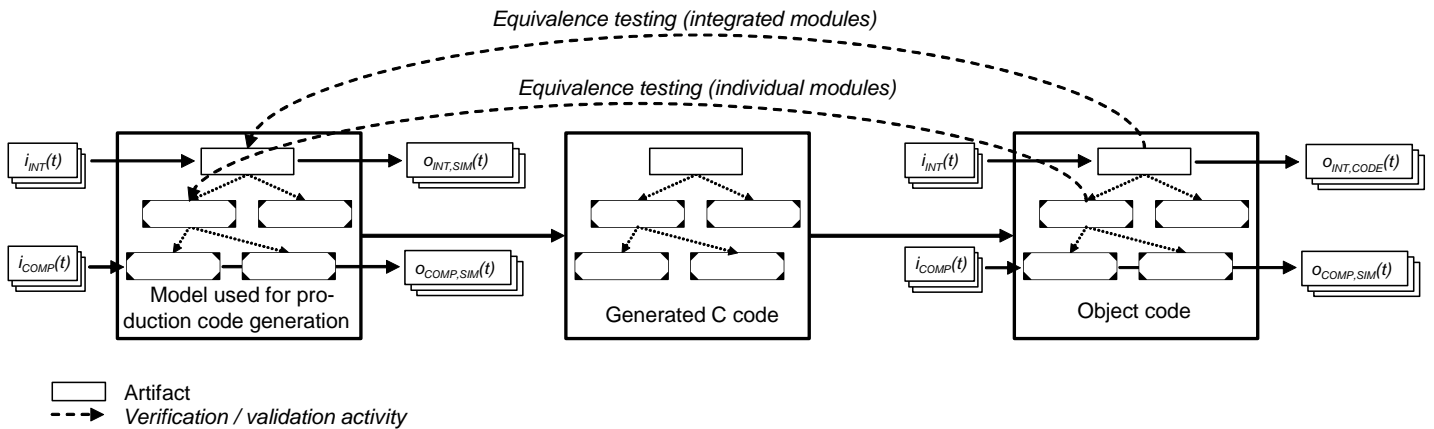 Equivalence testing (integrated modules)
Equivalence testing (individual modules)
i_INT(t)
o_INT,SIM(t)
i_INT(t)
o_INT,CODE(t)
i_COMP(t)
o_COMP,SIM(t)
i_COMP(t)
o_COMP,SIM(t)
Model used for pro-
duction code generation
Generated C code
Object code
Artifact
Verification / validation activity